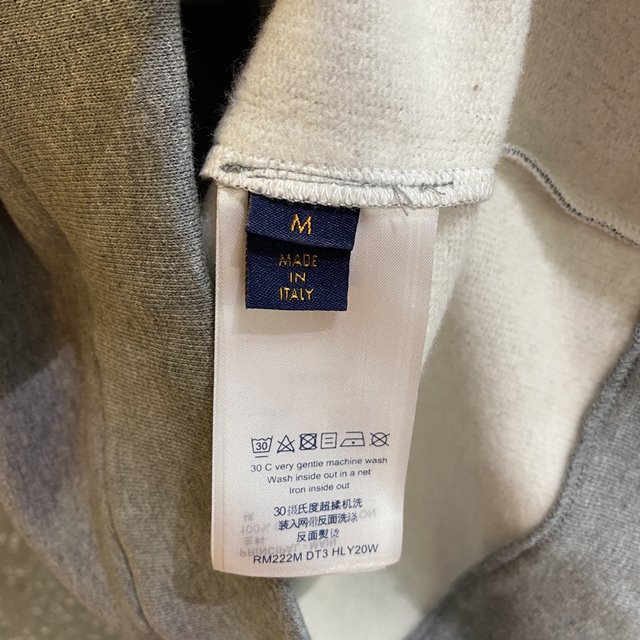 M
MADE
IN
ITALY
30
30 C very gentle machine wash
Wash inside out in a net
Iron inside out
30摄氏度超揉机洗
装入网带反面洗涤
反面熨烫
RM222M DT3 HLY20W